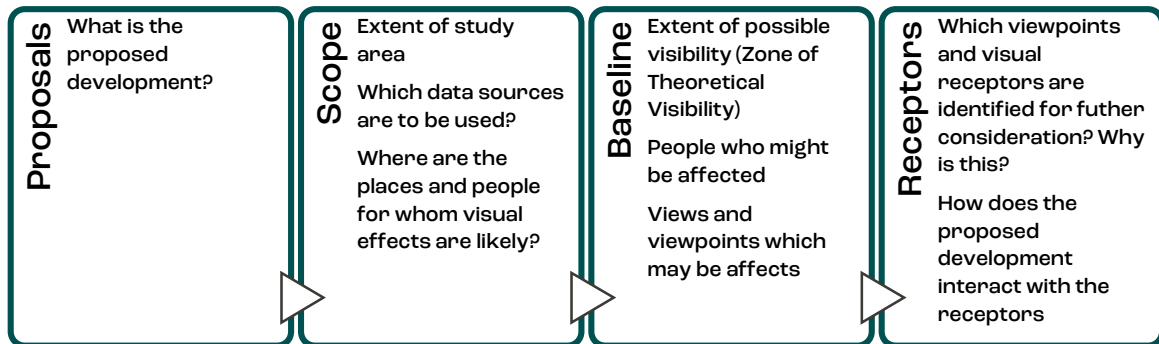 Proposals
What is the
proposed
development?
Scope
Extent of study
area
Which data sources
are to be used?
Where are the
places and people
for whom visual
effects are likely?
Baseline
Extent of possible
visibility (Zone of
Theoretical
Visibility)
People who might
be affected
Views and
viewpoints which
may be affects
Receptors
Which viewpoints
and visual
receptors are
identified for futher
consideration? Why
is this?
How does the
proposed
development
interact with the
receptors